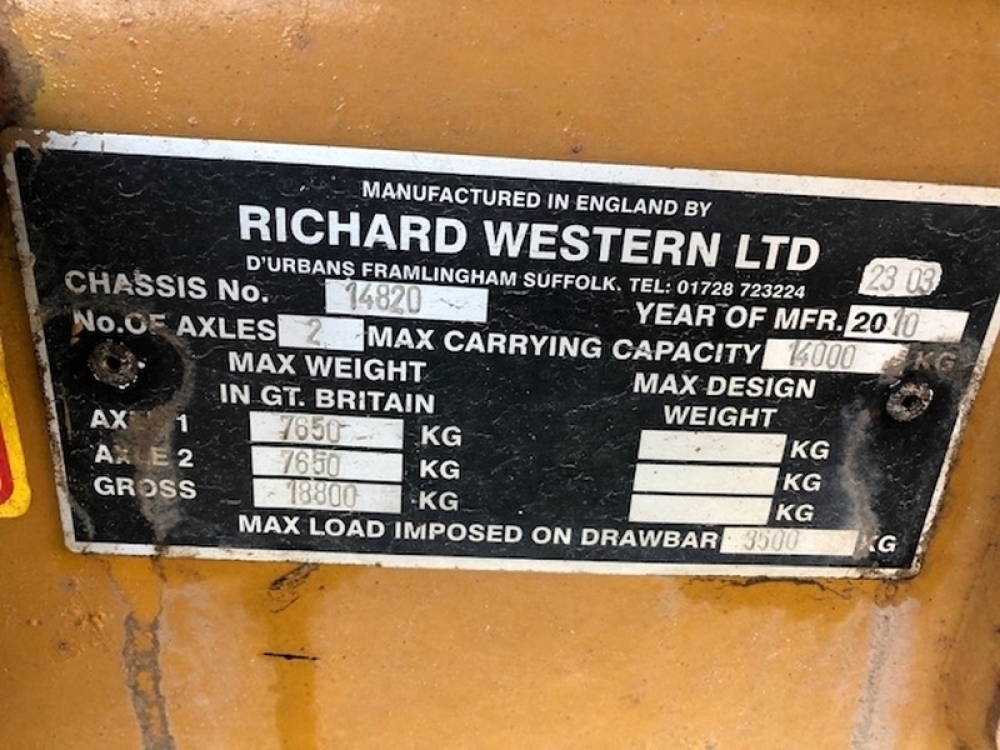 MANUFACTURED IN ENGLAND BY
RICHARD WESTERN LTD
D'URBANS FRAMLINGHAM SUFFOLK. TEL: 01728 723224
23 03
CHASSIS No. 14820
YEAR OF MFR. 2010
No.OF AXLES 2 MAX CARRYING CAPACITY 14000 KG
MAX WEIGHT
IN GT. BRITAIN
MAX DESIGN
WEIGHT
AXLE 1 7650 KG KG
AXLE 2 7650 KG KG
GROSS 18800 KG KG
MAX LOAD IMPOSED ON DRAWBAR 3500 KG